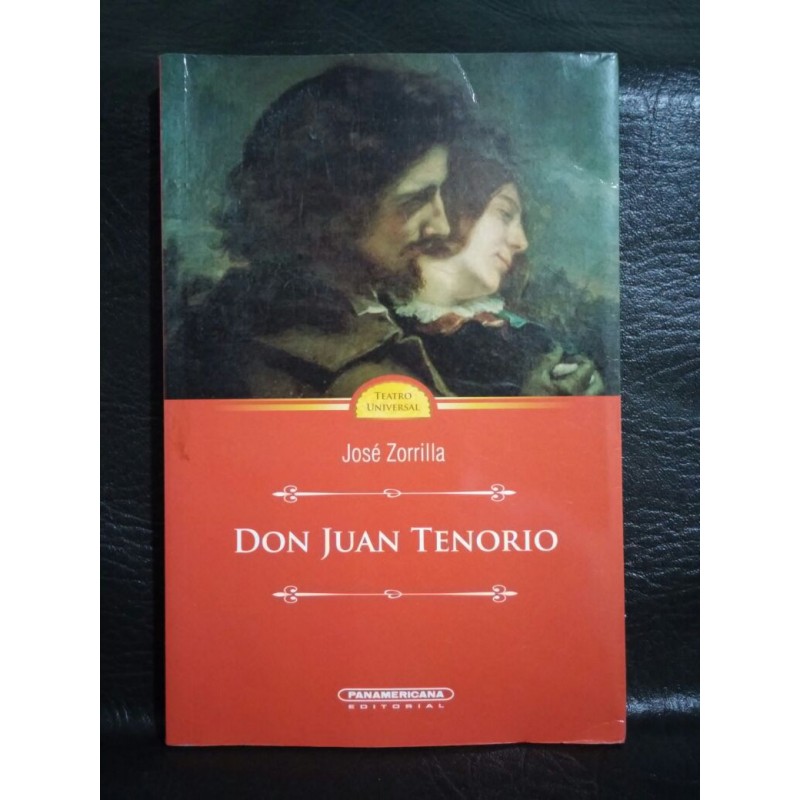 TEATRO
UNIVERSAL
José Zorrilla
DON JUAN TENORIO
PANAMERICANA
EDITORIAL